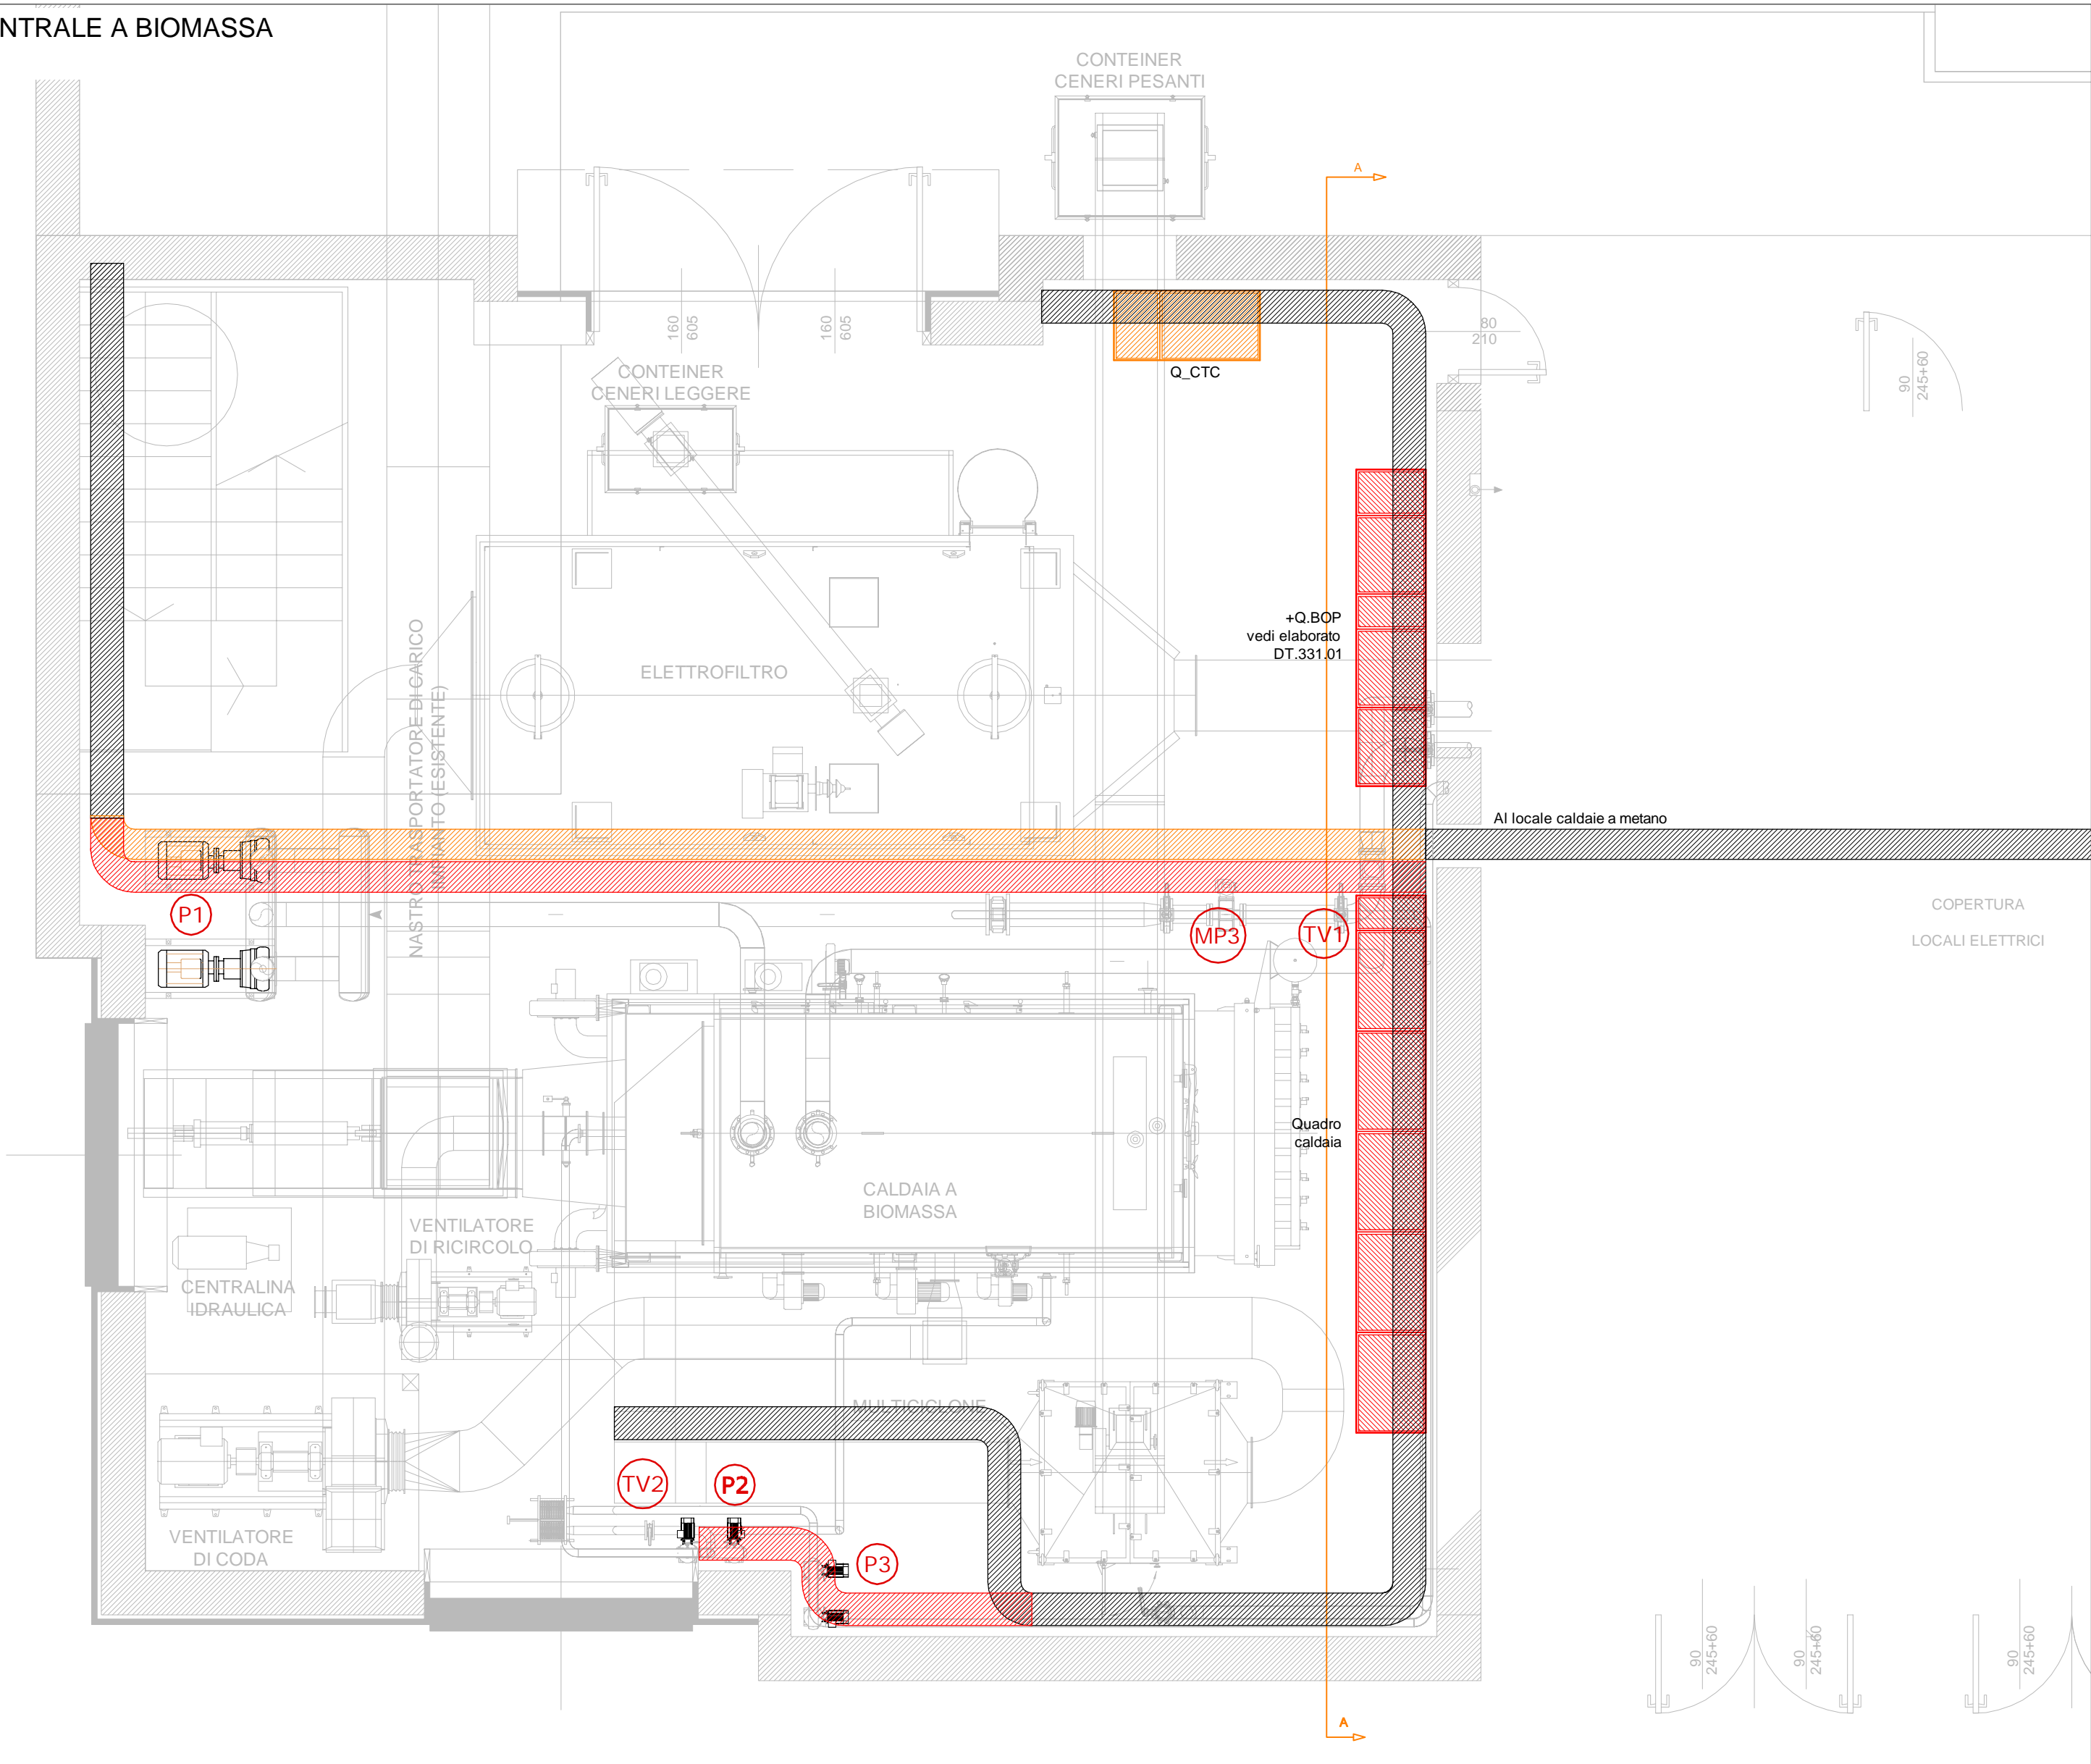 NTRALE A BIOMASSA
CONTEINER
CENERI PESANTI
A
160
605
160
605
80
210
90
245+60
Q_CTC
CONTEINER
CENERI LEGGERE
+Q.BOP
vedi elaborato
DT.331.01
ELETTROFILTRO
NASTRO TRASPORTATORE DI CARICO
IMPIANTO (ESISTENTE)
Al locale caldaie a metano
P1
MP3
TV1
COPERTURA
LOCALI ELETTRICI
Quadro
caldaia
CALDAIA A
BIOMASSA
VENTILATORE
DI RICIRCOLO
CENTRALINA
IDRAULICA
MULTICICLONE
TV2
P2
P3
VENTILATORE
DI CODA
90
245+60
90
245+60
90
245+60
A